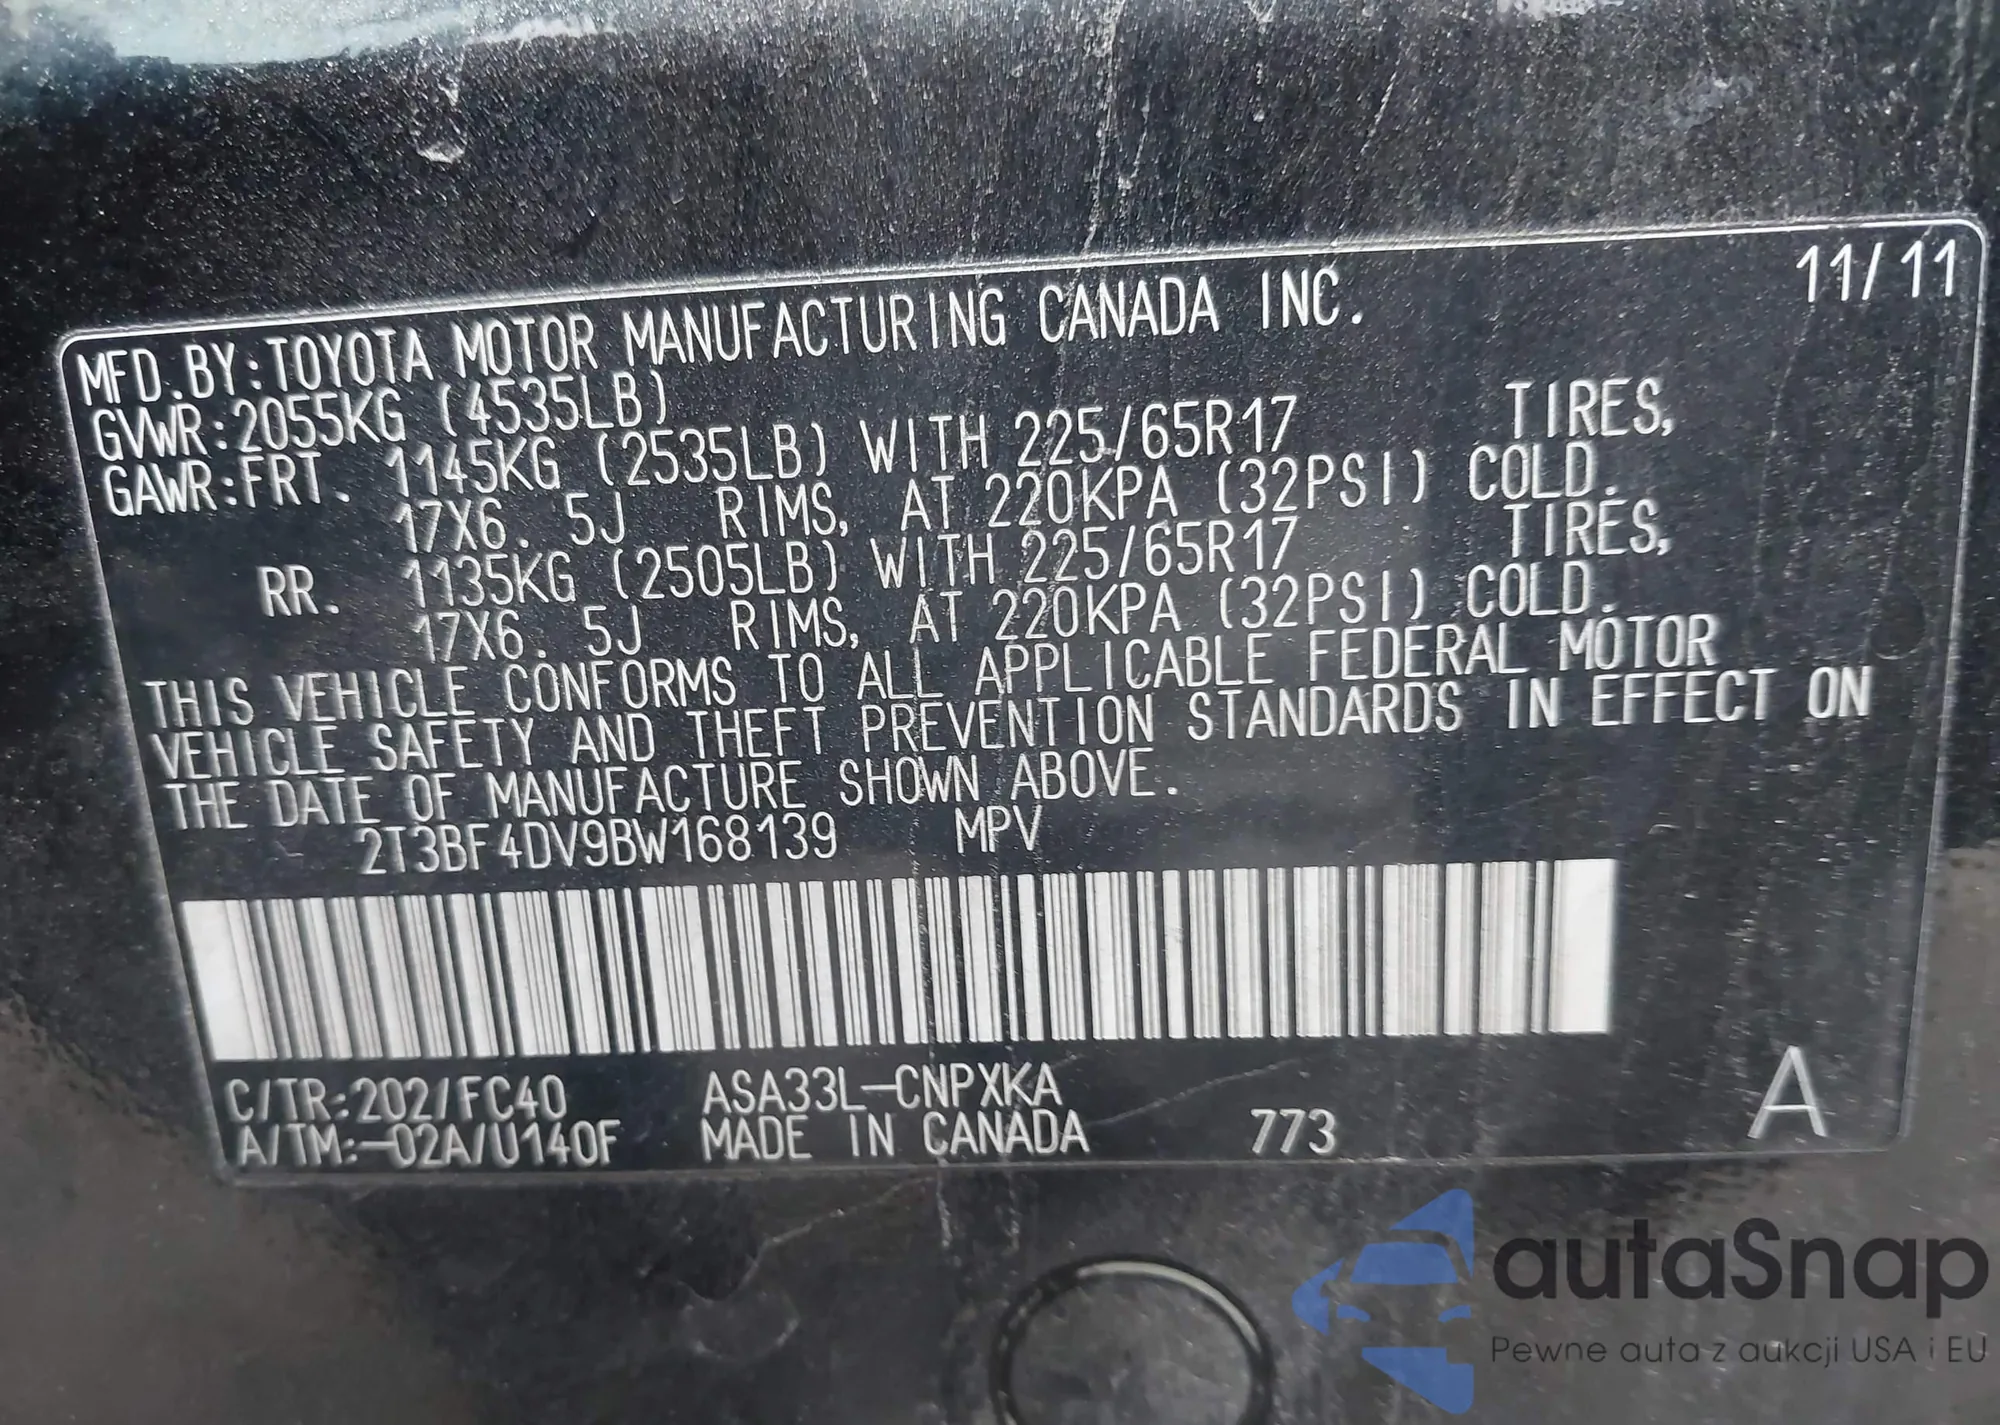 11/11
MFD.BY:TOYOTA MOTOR MANUFACTURING CANADA INC.
GVWR:2055KG (4535LB)
GAWR:FRT. 1145KG (2535LB) WITH 225/65R17 TIRES,
17X6.5J RIMS, AT 220KPA (32PSI) COLD.
RR. 1135KG (2505LB) WITH 225/65R17 TIRES,
17X6.5J RIMS, AT 220KPA (32PSI) COLD.
THIS VEHICLE CONFORMS TO ALL APPLICABLE FEDERAL MOTOR
VEHICLE SAFETY AND THEFT PREVENTION STANDARDS IN EFFECT ON
THE DATE OF MANUFACTURE SHOWN ABOVE.
2T3BF4DV9BW168139 MPV
C/TR:202/FC40 ASA33L-CNPXKA
A/TM:-02A/U140F MADE IN CANADA 773 A
autaSnap
Pewne auta z aukcji USA i EU